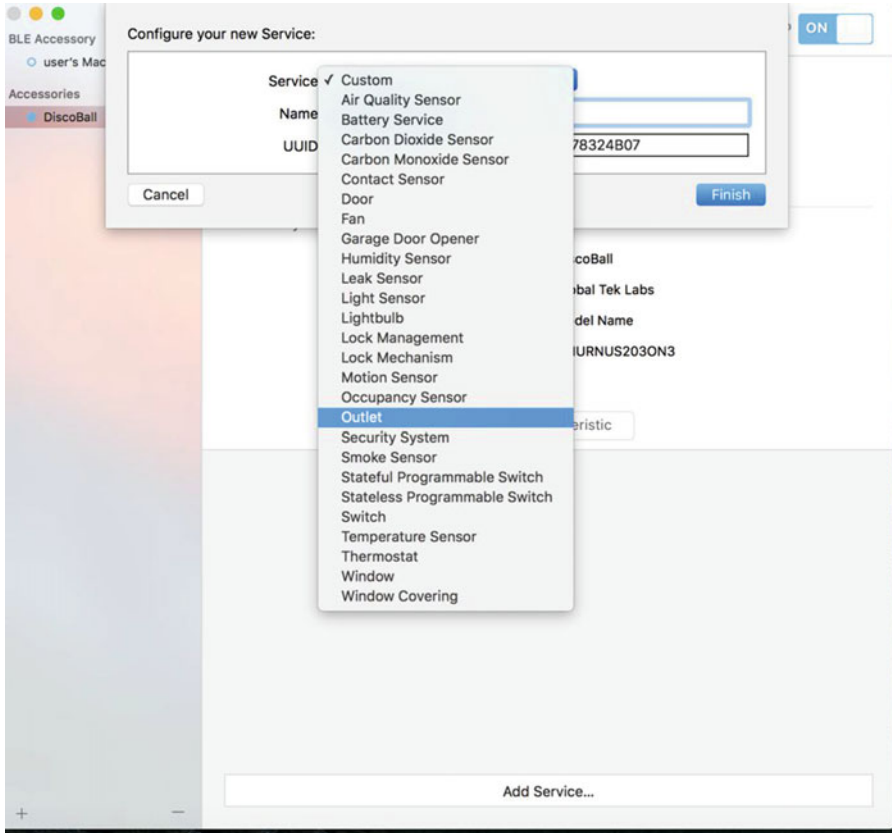 BLE Accessory
user's Mac
Accessories
DiscoBall
Configure your new Service:
ON
Service ✓ Custom
Air Quality Sensor
Name
Battery Service
UUID
Carbon Dioxide Sensor
78324B07
Carbon Monoxide Sensor
Contact Sensor
Door
Fan
Garage Door Opener
Humidity Sensor
Leak Sensor
Light Sensor
Lightbulb
Lock Management
Lock Mechanism
Motion Sensor
Occupancy Sensor
Outlet
Security System
Smoke Sensor
Stateful Programmable Switch
Stateless Programmable Switch
Switch
Temperature Sensor
Thermostat
Window
Window Covering
Cancel
Finish
coBall
bal Tek Labs
del Name
URNUS203ON3
eristic
Add Service...
+ −